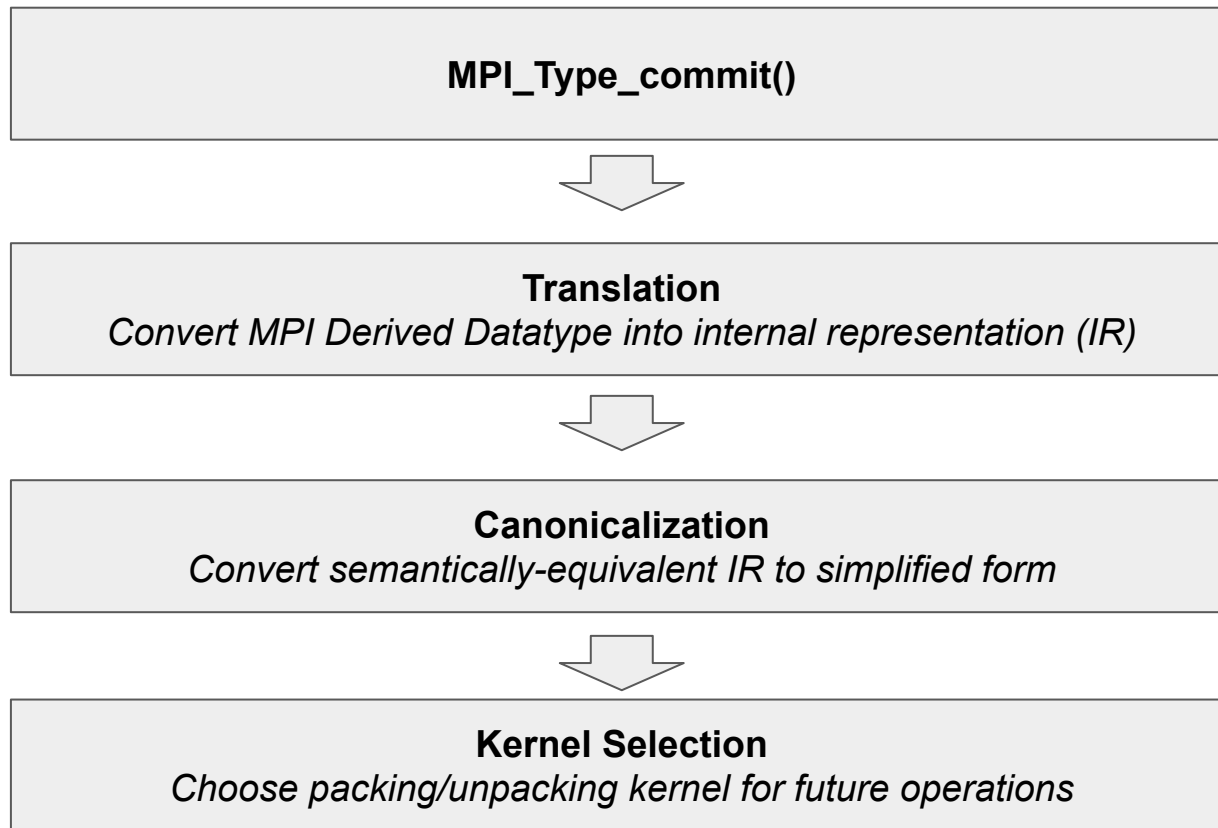 MPI_Type_commit()
Translation
Convert MPI Derived Datatype into internal representation (IR)
Canonicalization
Convert semantically-equivalent IR to simplified form
Kernel Selection
Choose packing/unpacking kernel for future operations